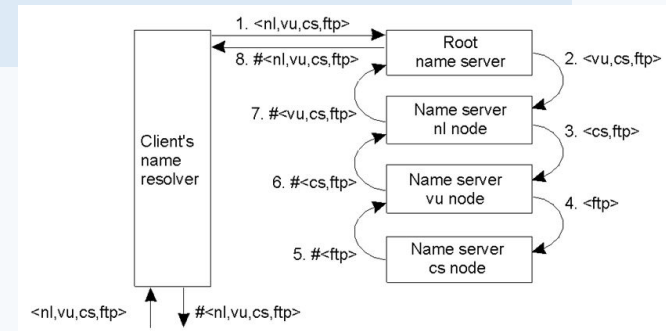 1. <nl,vu,cs,ftp>
Root
name server
8. #<nl,vu,cs,ftp>
2. <vu,cs,ftp>
7. #<vu,cs,ftp>
Name server
nl node
3. <cs,ftp>
Client's
name
resolver
6. #<cs,ftp>
Name server
vu node
4. <ftp>
5. #<ftp>
Name server
cs node
<nl,vu,cs,ftp>
#<nl,vu,cs,ftp>